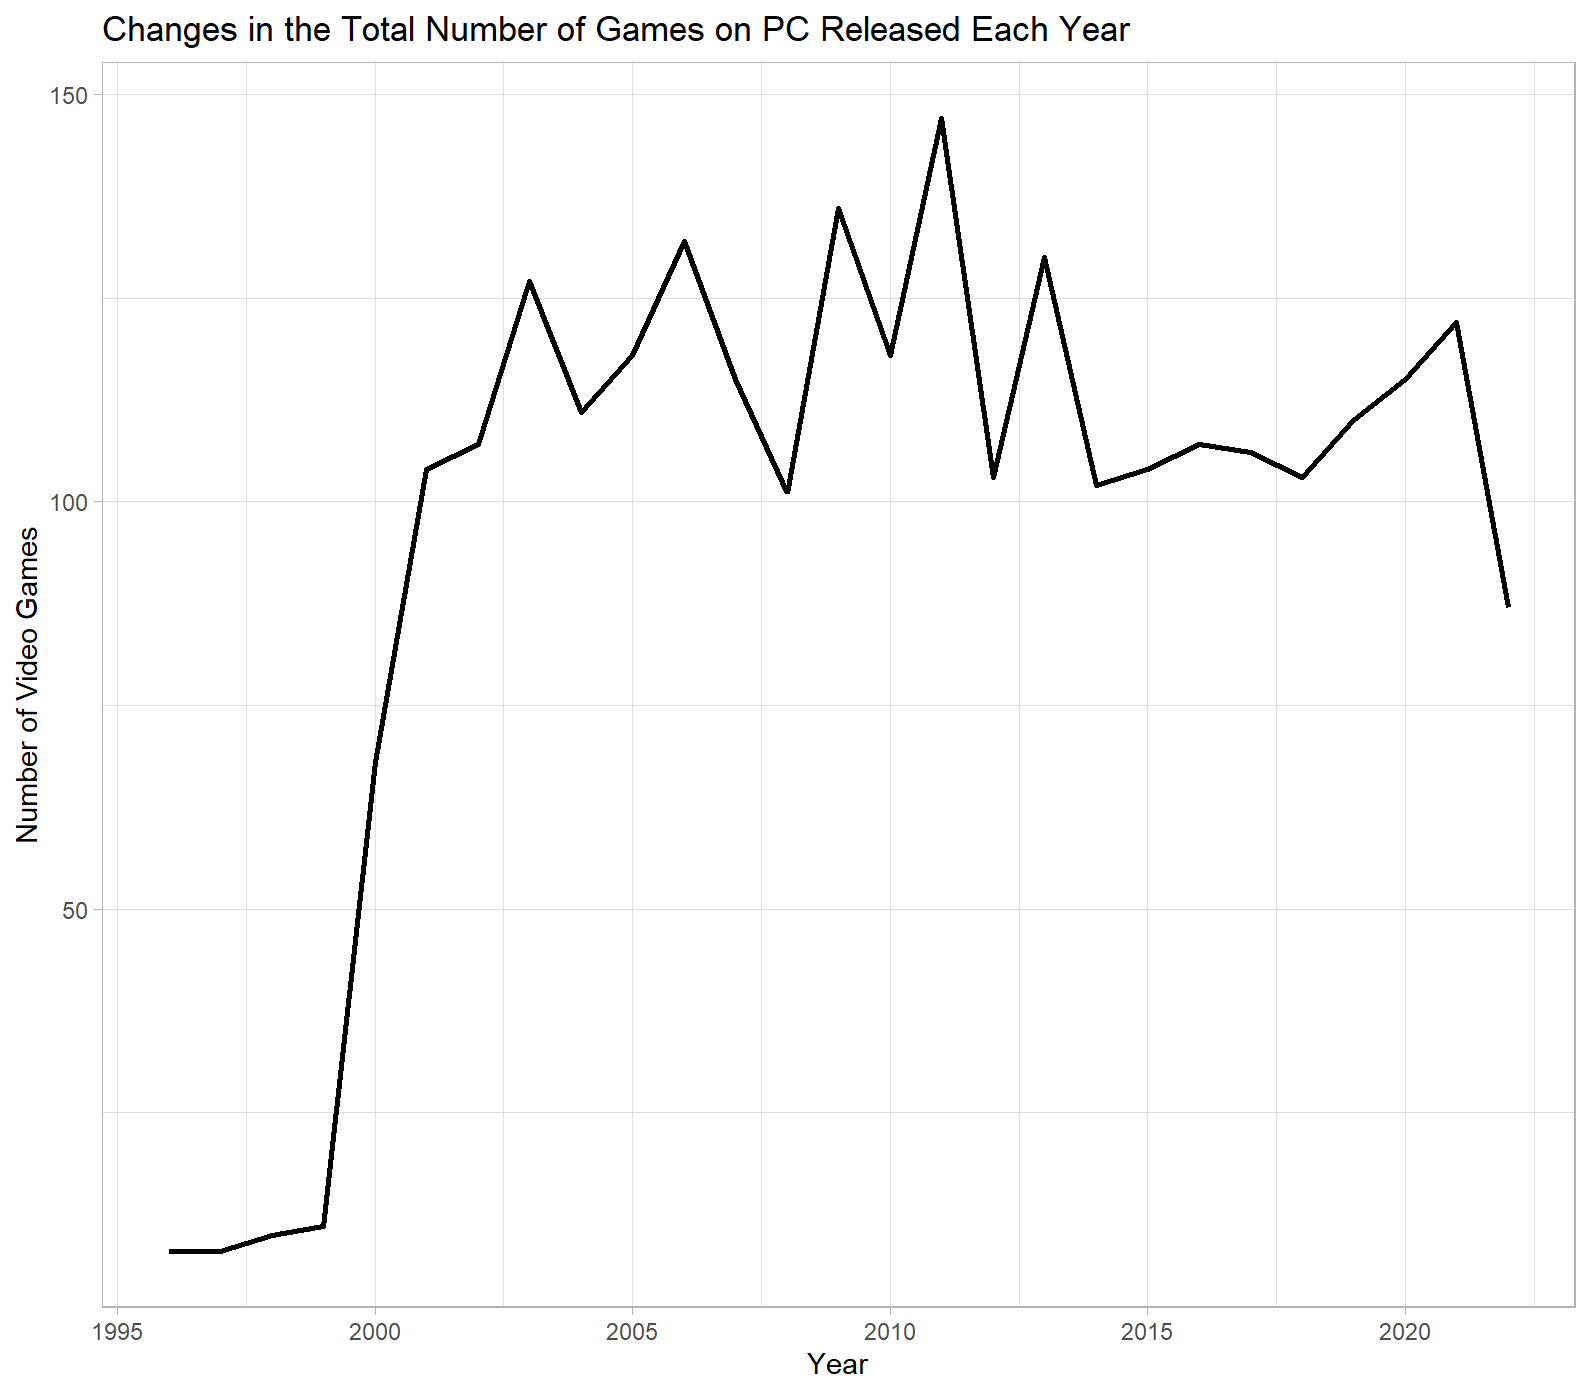 Changes in the Total Number of Games on PC Released Each Year
150
100
50
Number of Video Games
1995 2000 2005 2010 2015 2020
Year